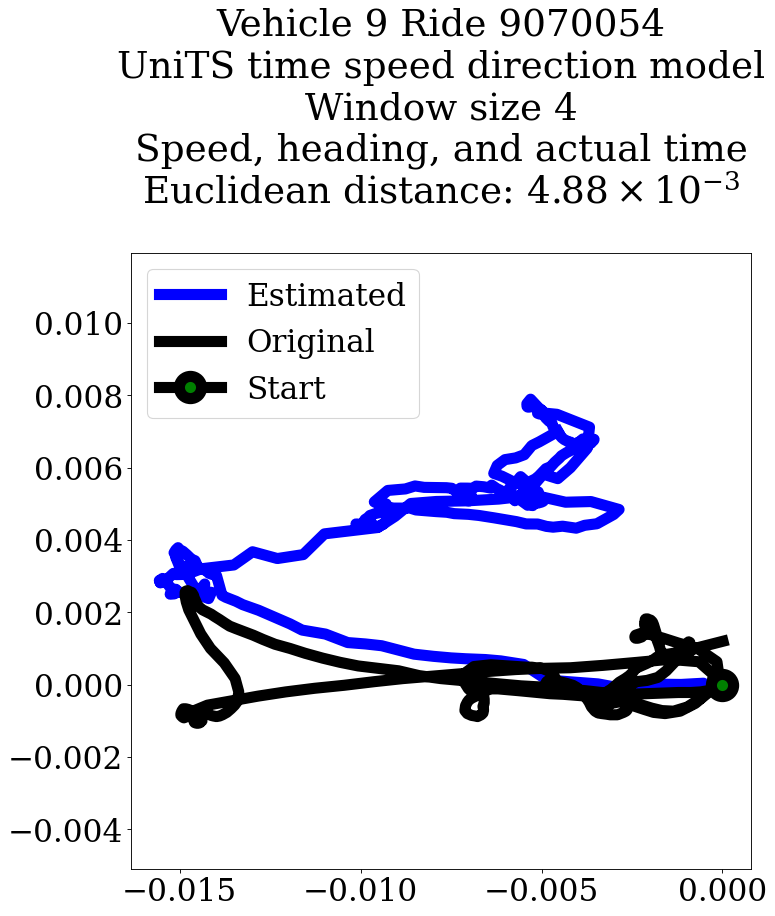 Vehicle 9 Ride 9070054
UniTS time speed direction model
Window size 4
Speed, heading, and actual time
Euclidean distance: 4.88 × 10⁻³
Estimated
Original
Start
0.010
0.008
0.006
0.004
0.002
0.000
−0.002
−0.004
−0.015 −0.010 −0.005 0.000